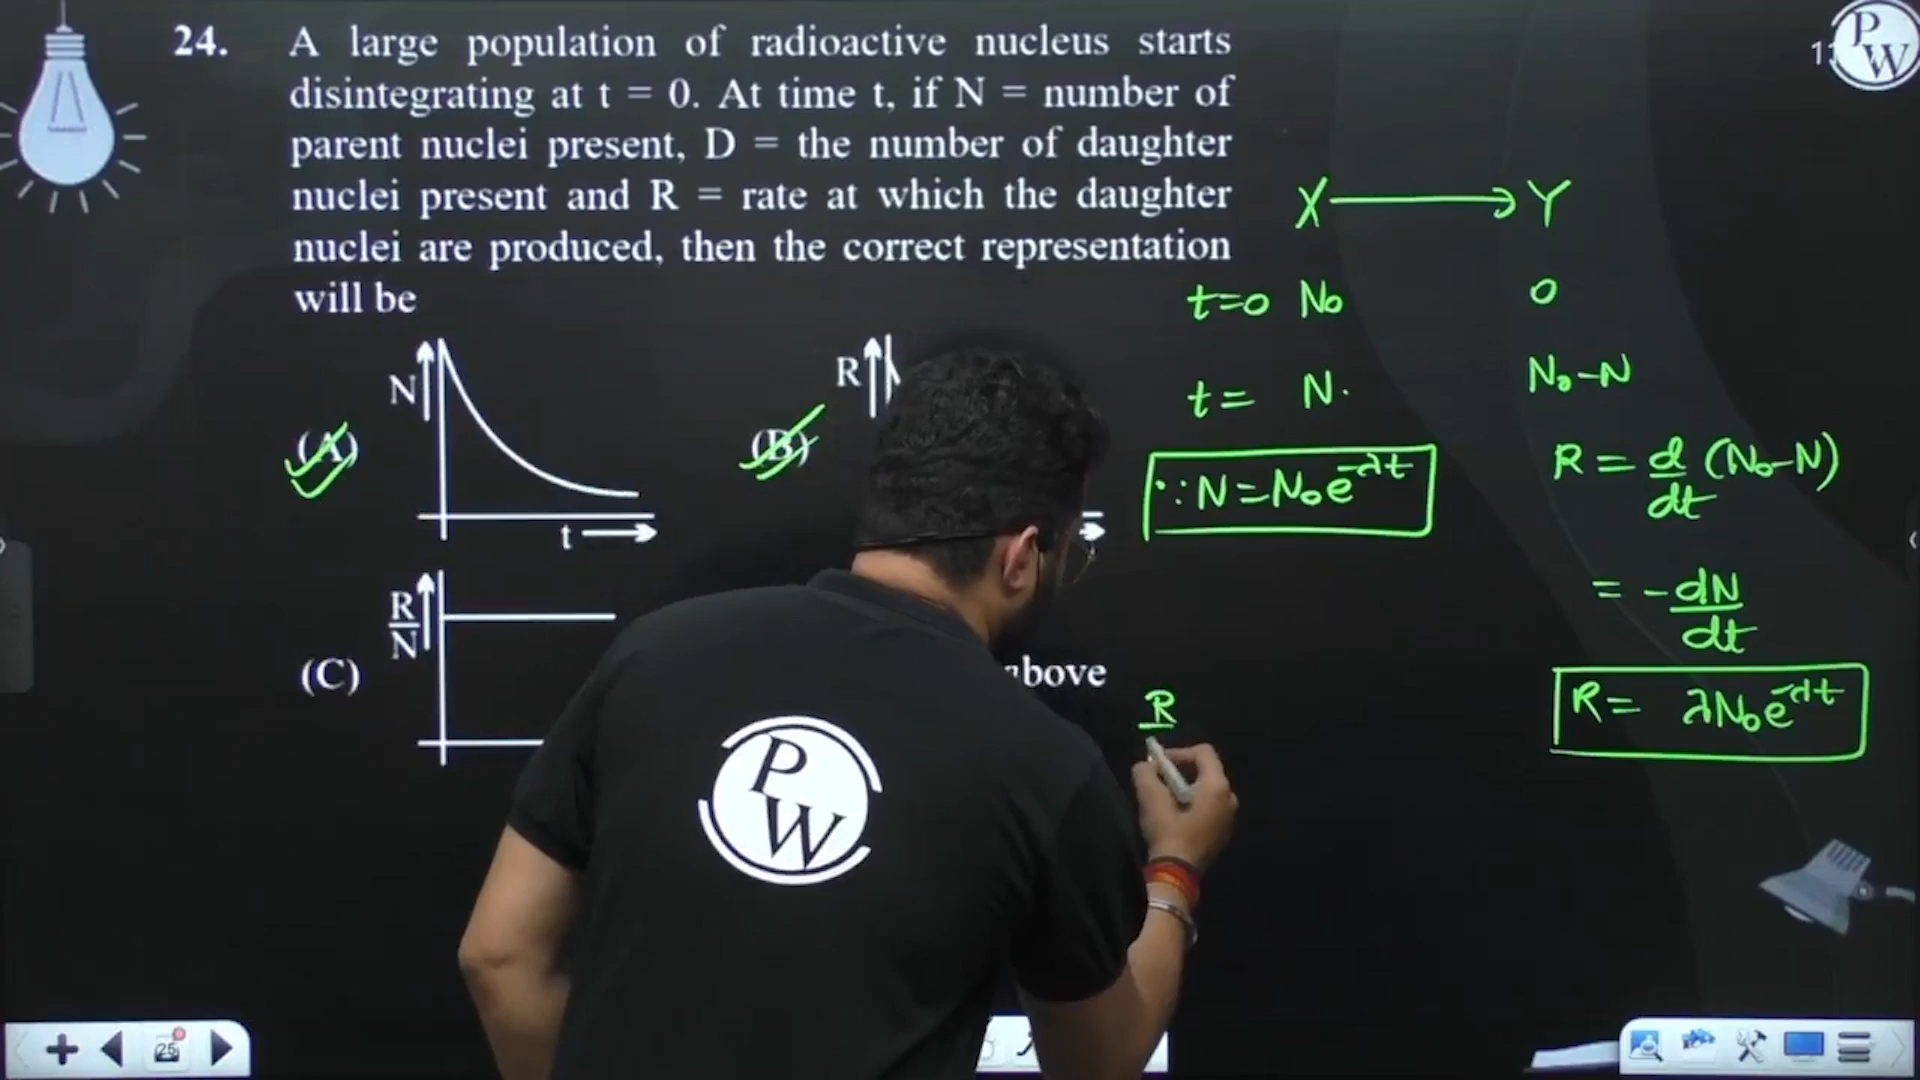 24. A large population of radioactive nucleus starts
disintegrating at t = 0. At time t, if N = number of
parent nuclei present, D = the number of daughter
nuclei present and R = rate at which the daughter
nuclei are produced, then the correct representation
will be
(A)
N
t
(B)
R
(C)
R
N
above
X → Y
t=0 N₀ 0
t= N. N₀-N
∵ N=N₀e^-λt
R = d/dt (N₀-N)
= -dN/dt
R= λN₀e^-λt
R
P
W
P
W
25